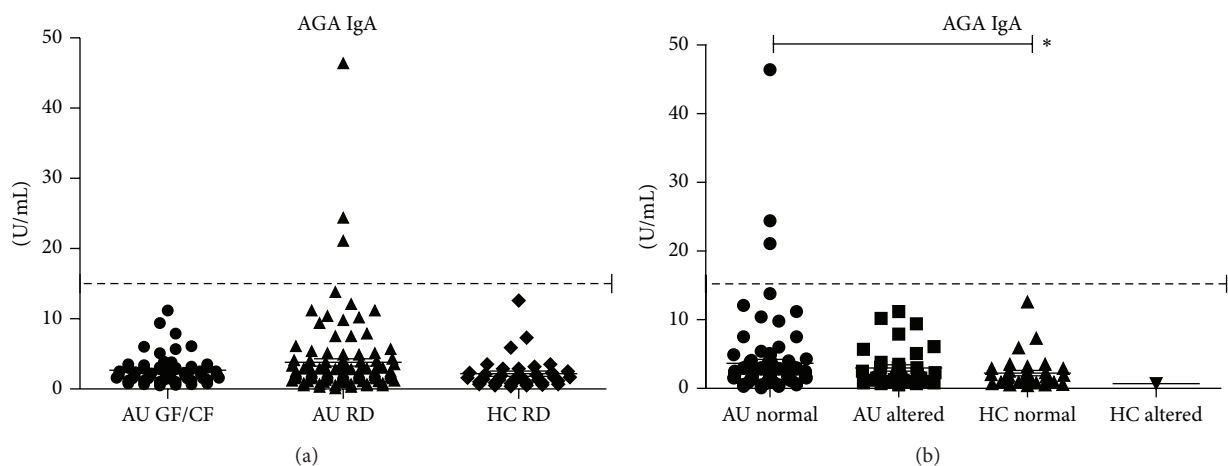 AGA IgA
50
40
30
20
10
0
(U/mL)
AU GF/CF AU RD HC RD
(a)
AGA IgA
*
50
40
30
20
10
0
(U/mL)
AU normal AU altered HC normal HC altered
(b)